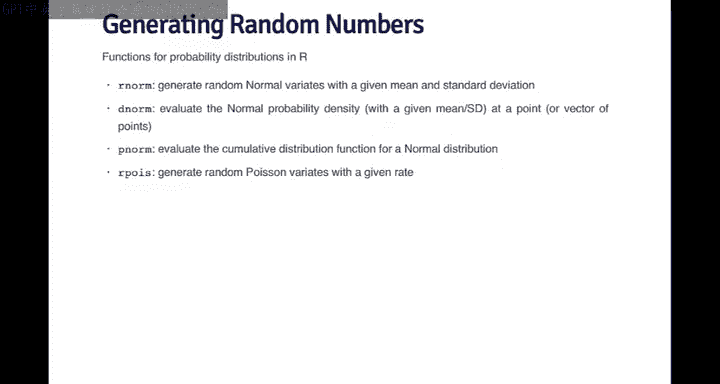 Generating Random Numbers
Functions for probability distributions in R
· rnorm: generate random Normal variates with a given mean and standard deviation
· dnorm: evaluate the Normal probability density (with a given mean/SD) at a point (or vector of
points)
· pnorm: evaluate the cumulative distribution function for a Normal distribution
· rpois: generate random Poisson variates with a given rate